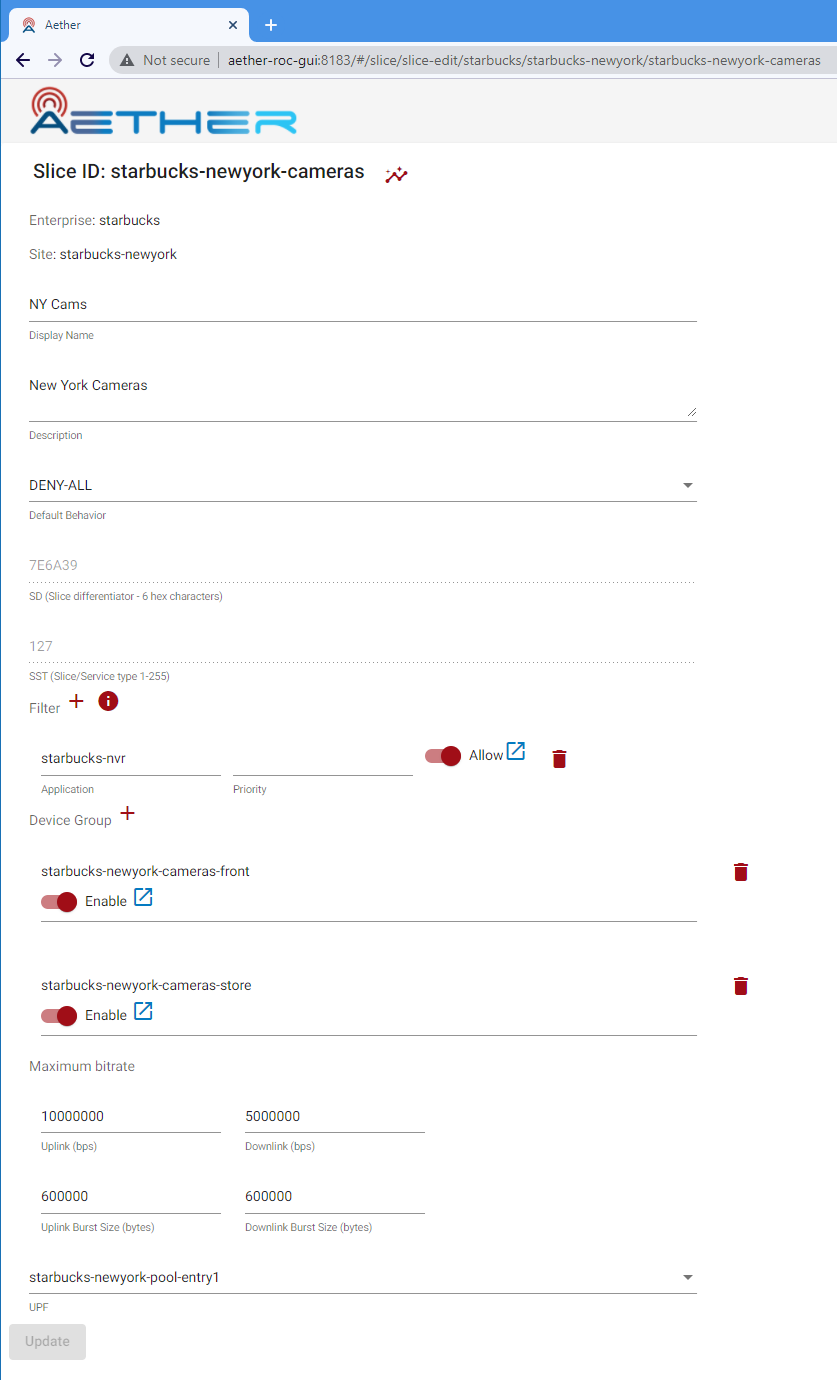 Aether
Not secure | aether-roc-gui:8183/#/slice/slice-edit/starbucks/starbucks-newyork/starbucks-newyork-cameras
AETHER
Slice ID: starbucks-newyork-cameras
Enterprise: starbucks
Site: starbucks-newyork
NY Cams
Display Name
New York Cameras
Description
DENY-ALL
Default Behavior
7E6A39
SD (Slice differentiator - 6 hex characters)
127
SST (Slice/Service type 1-255)
Filter
starbucks-nvr Allow
Application Priority
Device Group
starbucks-newyork-cameras-front
Enable
starbucks-newyork-cameras-store
Enable
Maximum bitrate
10000000 5000000
Uplink (bps) Downlink (bps)
600000 600000
Uplink Burst Size (bytes) Downlink Burst Size (bytes)
starbucks-newyork-pool-entry1
UPF
Update